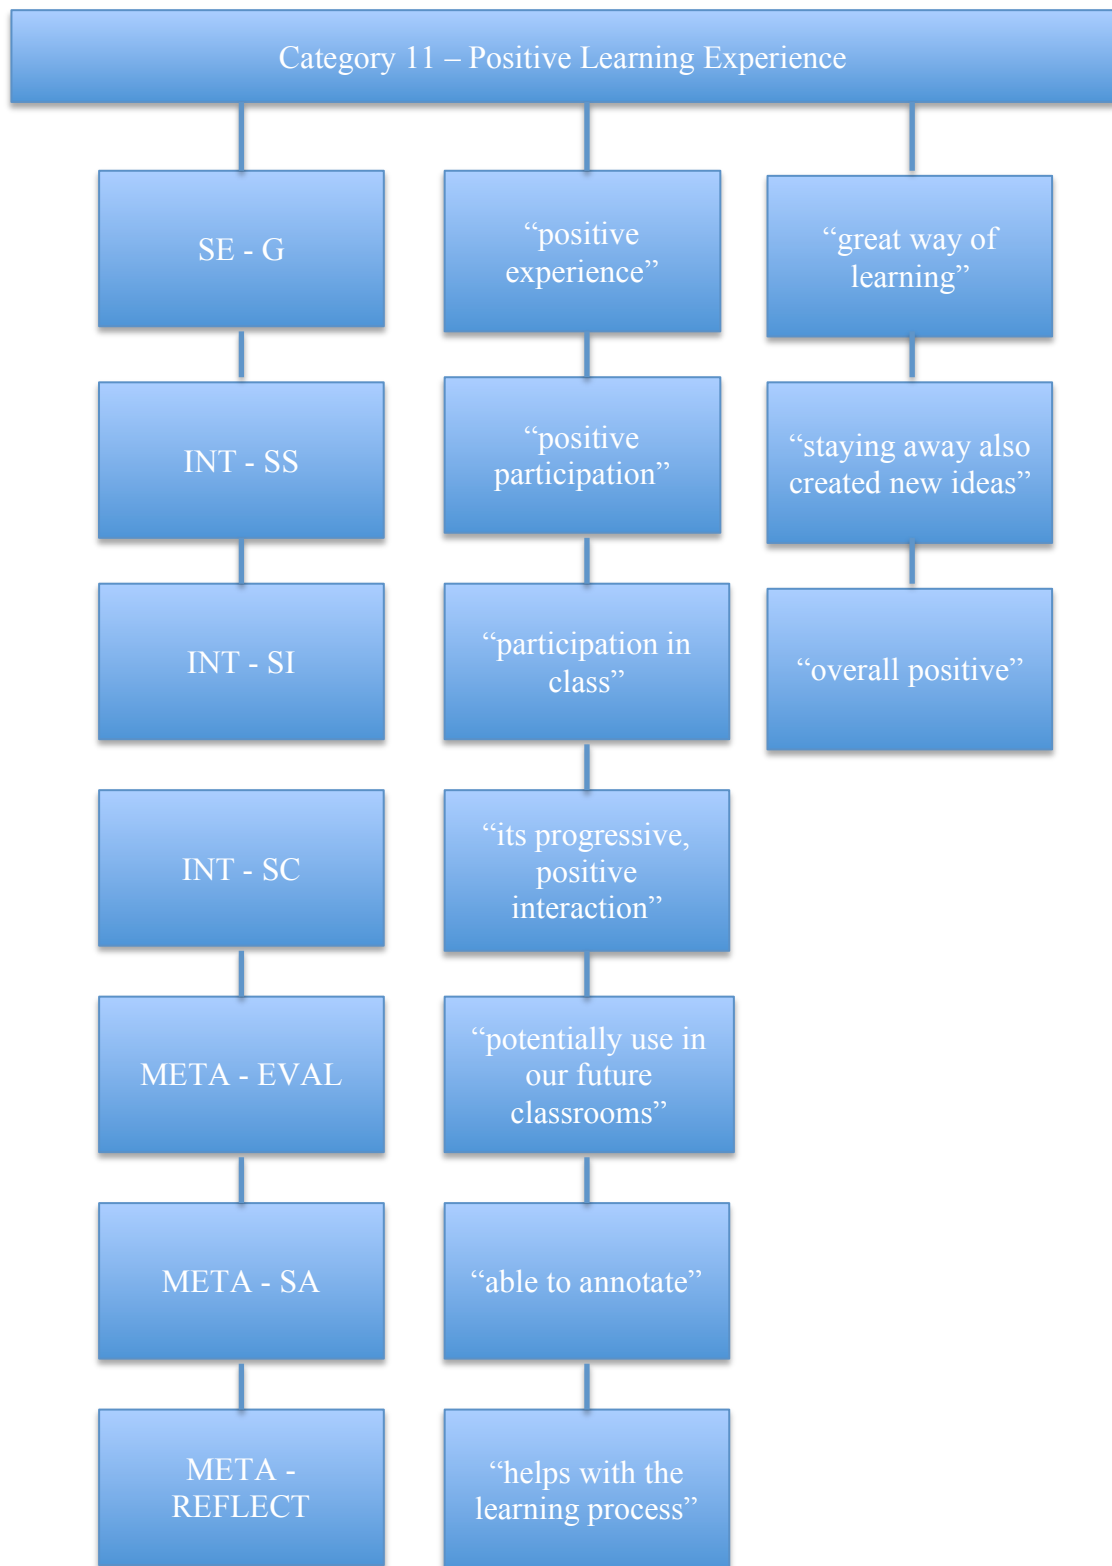 Category 11 – Positive Learning Experience
SE - G
INT - SS
INT - SI
INT - SC
META - EVAL
META - SA
META -
REFLECT
“positive
experience”
“positive
participation”
“participation in
class”
“its progressive,
positive
interaction”
“potentially use in
our future
classrooms”
“able to annotate”
“helps with the
learning process”
“great way of
learning”
“staying away also
created new ideas”
“overall positive”